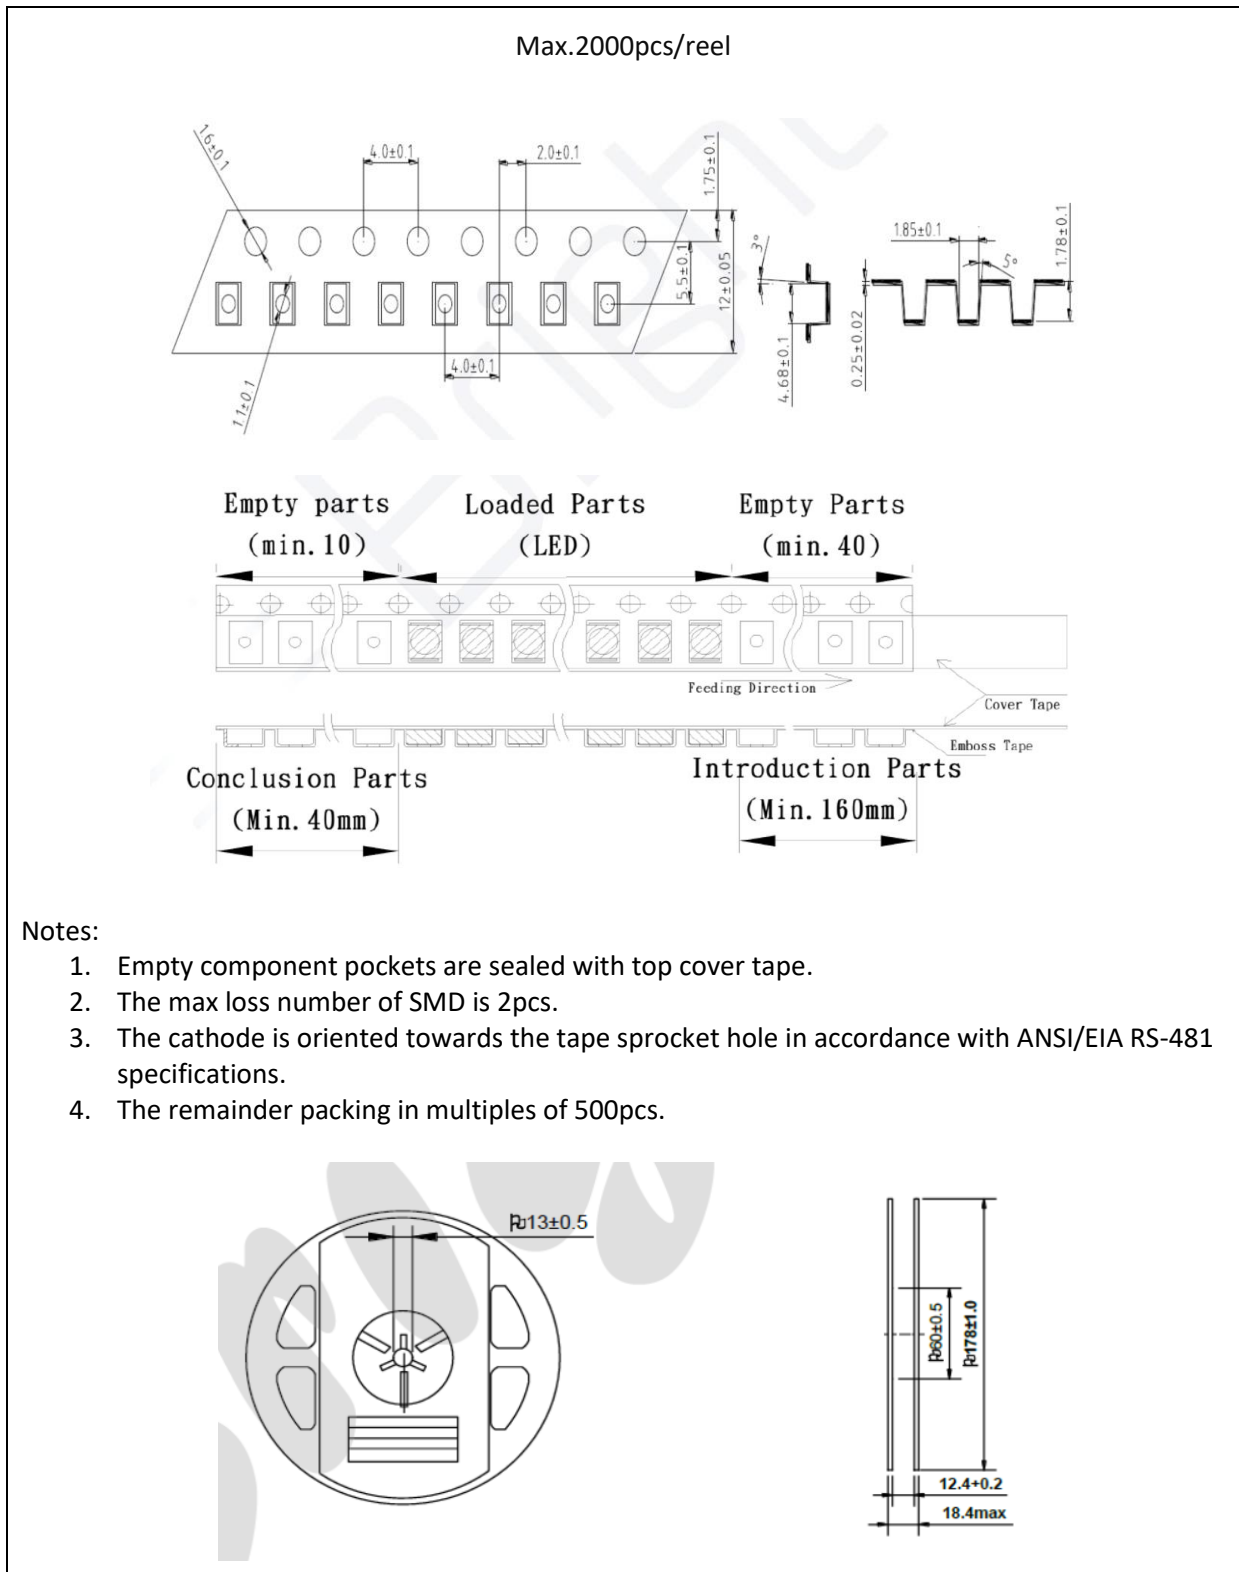 Max.2000pcs/reel
1.6±0.1
4.0±0.1
2.0±0.1
1.75±0.1
5.5±0.1
12±0.05
1.1±0.1
4.0±0.1
3°
4.68±0.1
1.85±0.1
5°
1.78±0.1
0.25±0.02
Empty parts Loaded Parts Empty Parts
(min.10) (LED) (min.40)
Feeding Direction
Cover Tape
Emboss Tape
Conclusion Parts Introduction Parts
(Min.40mm) (Min.160mm)
Notes:
1. Empty component pockets are sealed with top cover tape.
2. The max loss number of SMD is 2pcs.
3. The cathode is oriented towards the tape sprocket hole in accordance with ANSI/EIA RS-481
specifications.
4. The remainder packing in multiples of 500pcs.
13±0.5
60±0.5
178±1.0
12.4+0.2
18.4max